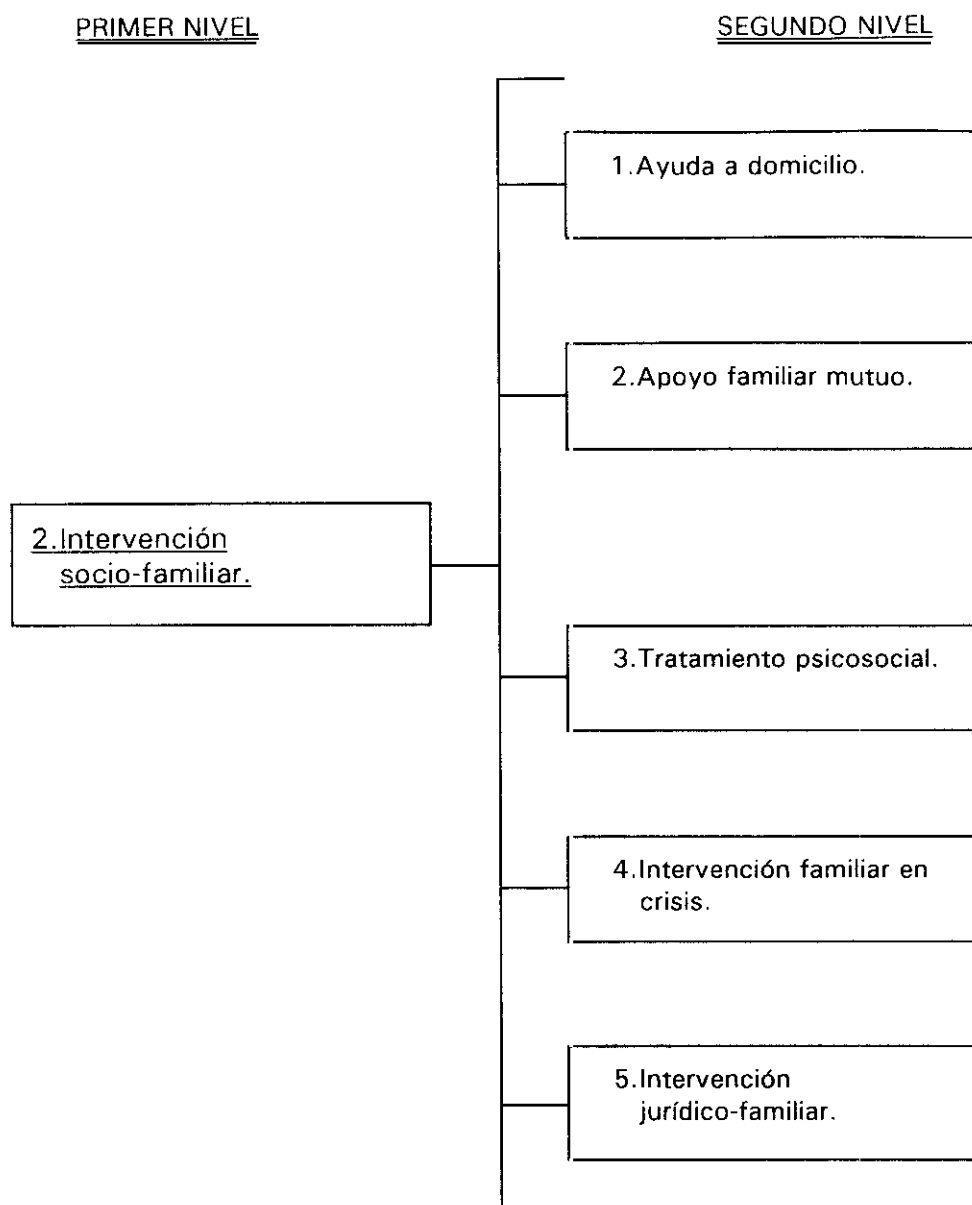 PRIMER NIVEL
SEGUNDO NIVEL
1.Ayuda a domicilio.
2.Apoyo familiar mutuo.
2.Intervención
socio-familiar.
3.Tratamiento psicosocial.
4.Intervención familiar en
crisis.
5.Intervención
jurídico-familiar.